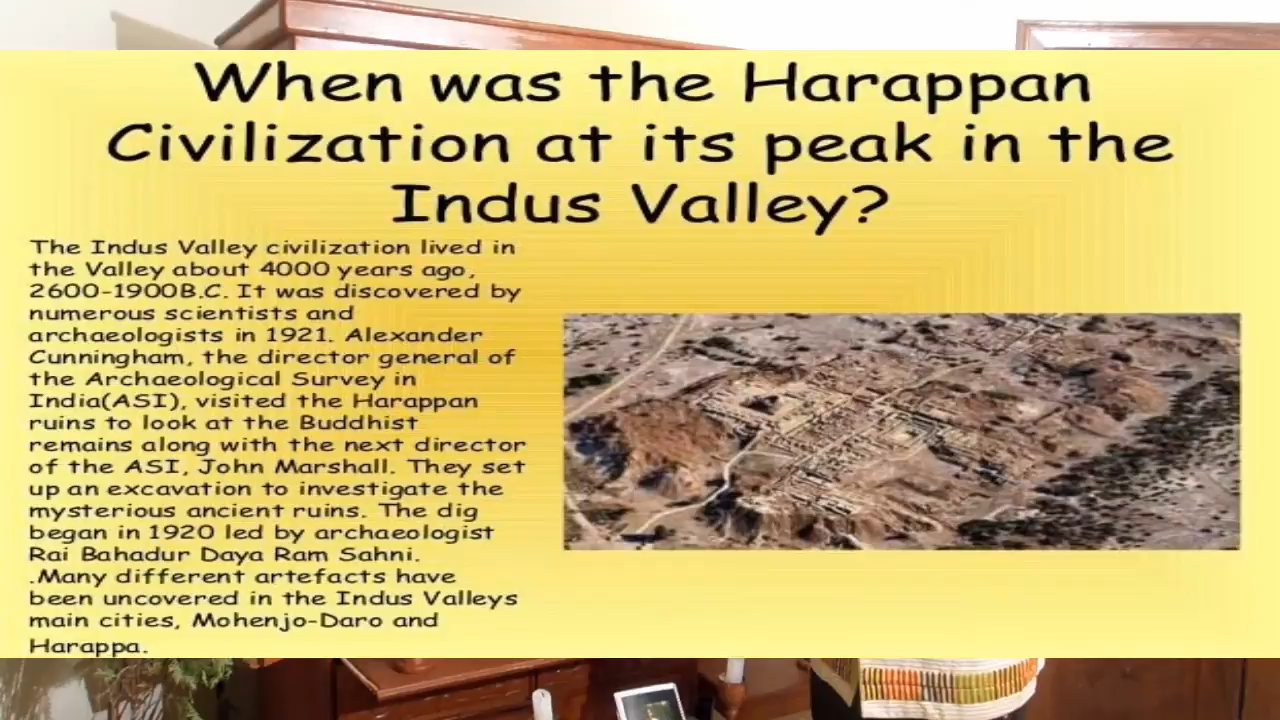 When was the Harappan
Civilization at its peak in the
Indus Valley?
The Indus Valley civilization lived in
the Valley about 4000 years ago,
2600-1900B.C. It was discovered by
numerous scientists and
archaeologists in 1921. Alexander
Cunningham, the director general of
the Archaeological Survey in
India(ASI), visited the Harappan
ruins to look at the Buddhist
remains along with the next director
of the ASI, John Marshall. They set
up an excavation to investigate the
mysterious ancient ruins. The dig
began in 1920 led by archaeologist
Rai Bahadur Daya Ram Sahni.
.Many different artefacts have
been uncovered in the Indus Valleys
main cities, Mohenjo-Daro and
Harappa.